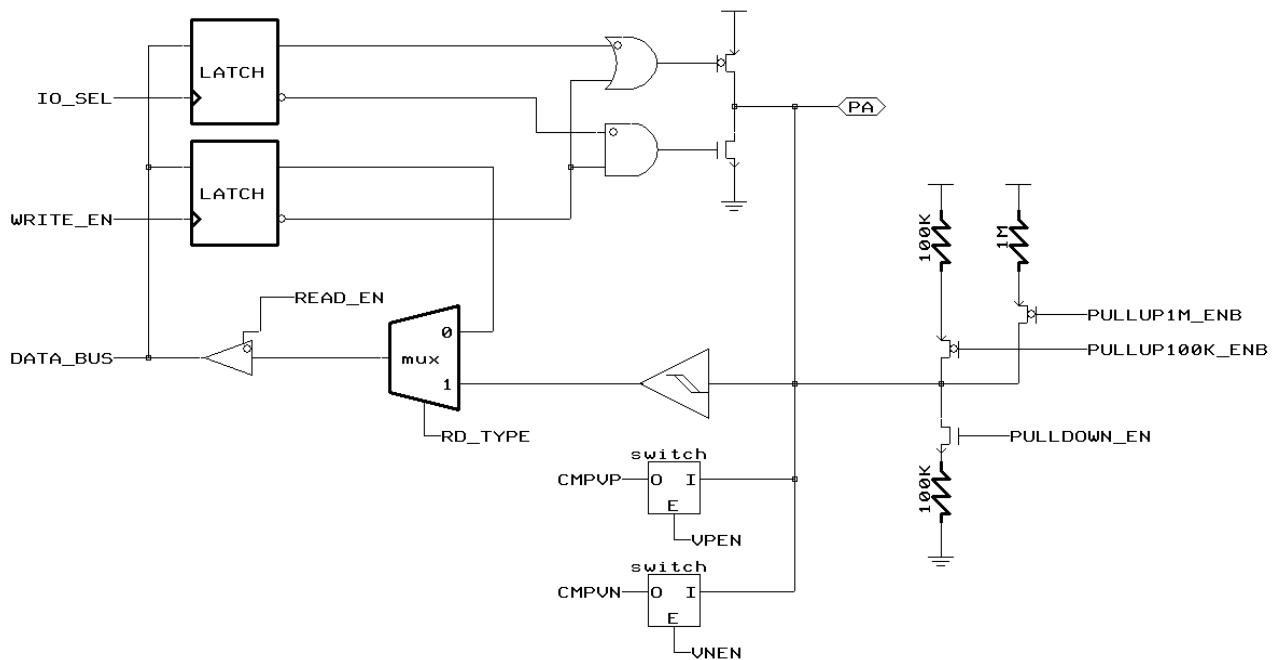 LATCH
IO_SEL
PA
LATCH
WRITE_EN
100K
1M
READ_EN
PULLUP1M_ENB
0
PULLUP100K_ENB
DATA_BUS
mux
1
RD_TYPE
PULLDOWN_EN
switch
CMPVP
O I
E
100K
VPEN
switch
CMPVN
O I
E
VNEN